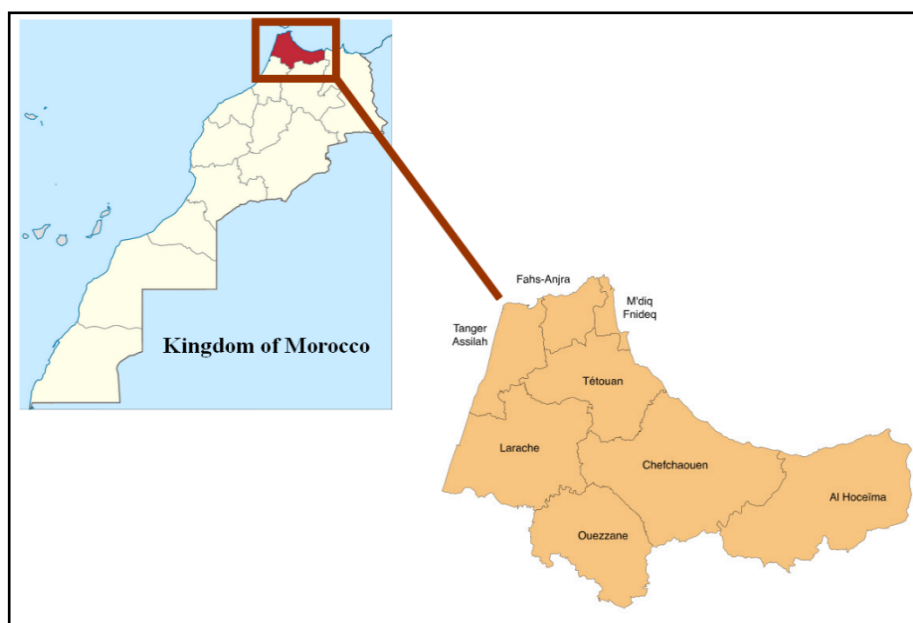 Kingdom of Morocco
Fahs-Anjra
M'diq
Fnideq
Tanger
Assilah
Tétouan
Larache
Chefchaouen
Al Hoceïma
Ouezzane